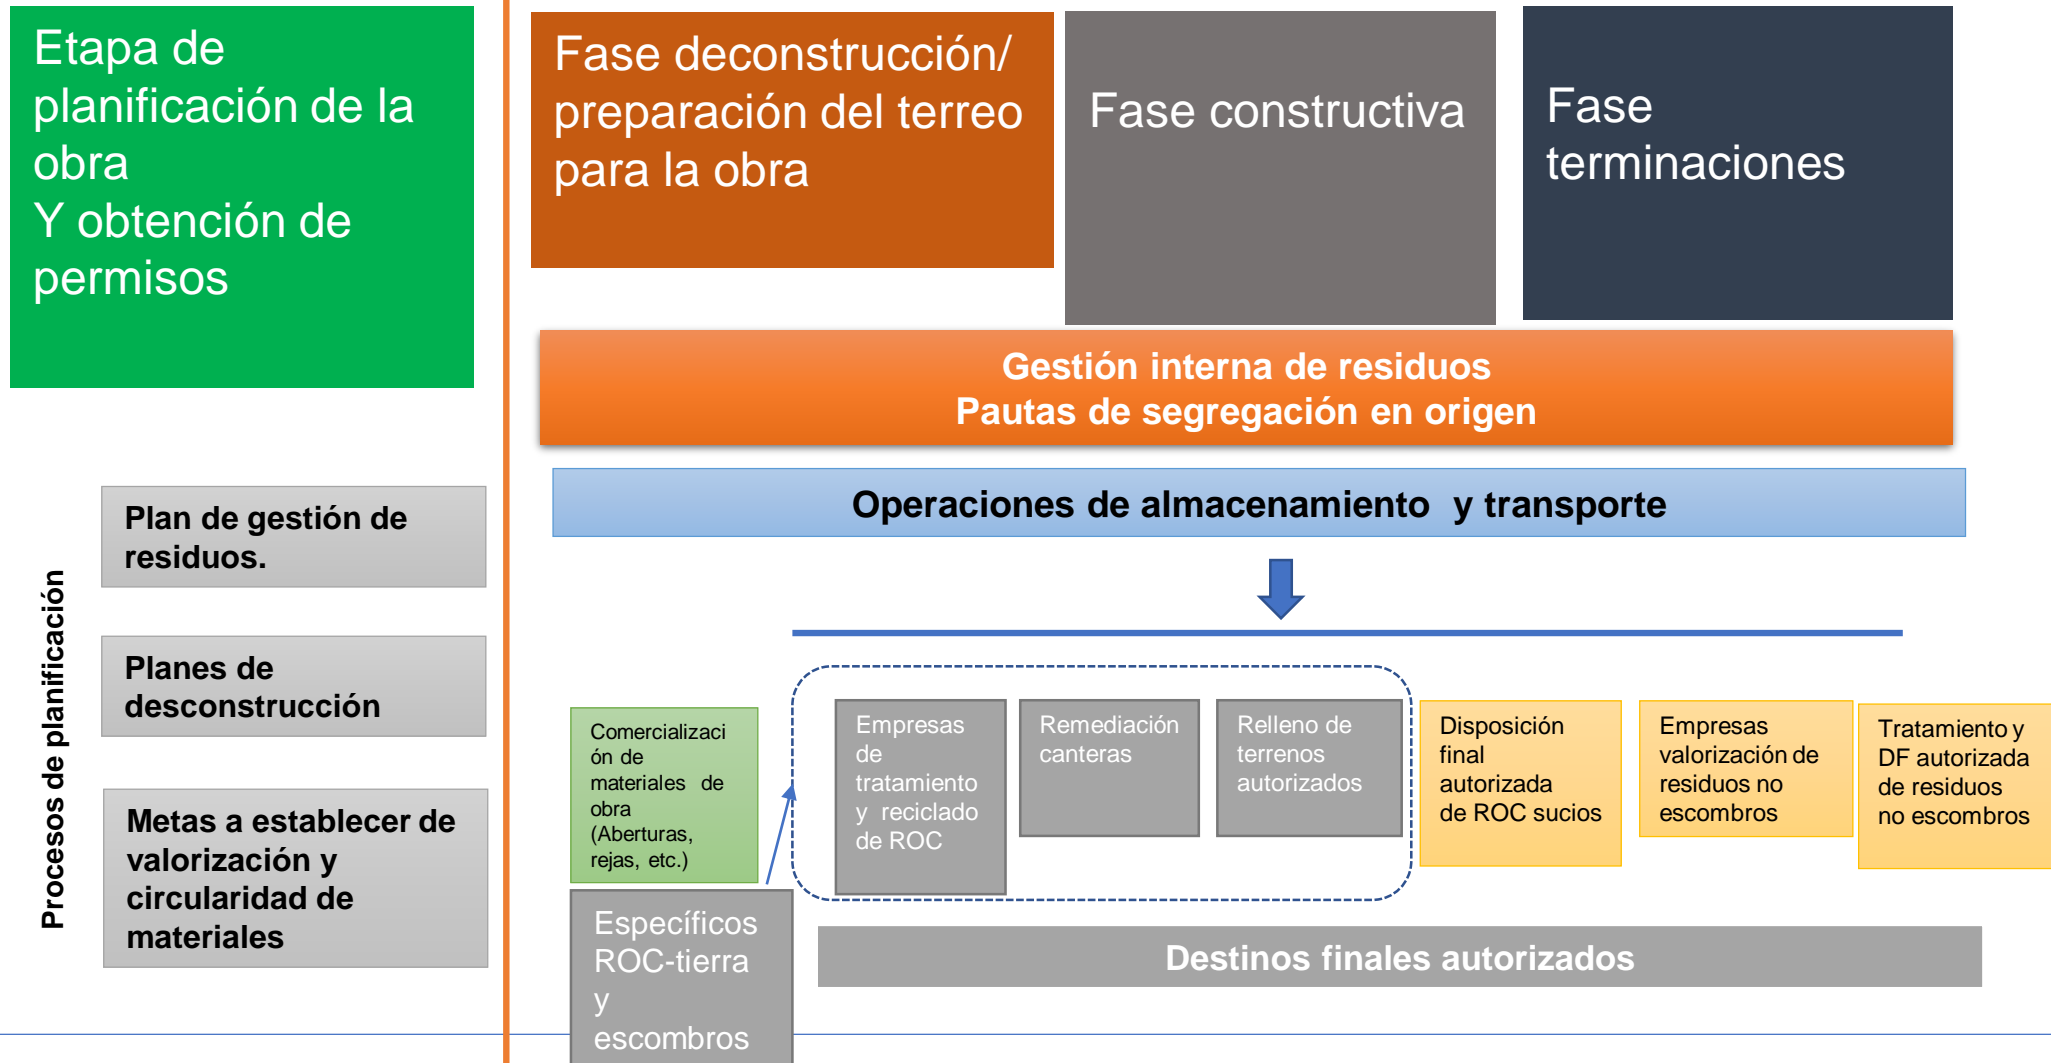 Etapa de
planificación de la
obra
Y obtención de
permisos
Fase deconstrucción/
preparación del terreo
para la obra
Fase constructiva
Fase
terminaciones
Gestión interna de residuos
Pautas de segregación en origen
Operaciones de almacenamiento y transporte
Procesos de planificación
Plan de gestión de
residuos.
Planes de
desconstrucción
Metas a establecer de
valorización y
circularidad de
materiales
Comercializaci
ón de
materiales de
obra
(Aberturas,
rejas, etc.)
Empresas
de
tratamiento
y reciclado
de ROC
Remediación
canteras
Relleno de
terrenos
autorizados
Disposición
final
autorizada
de ROC sucios
Empresas
valorización de
residuos no
escombros
Tratamiento y
DF autorizada
de residuos
no escombros
Específicos
ROC-tierra
y
escombros
Destinos finales autorizados